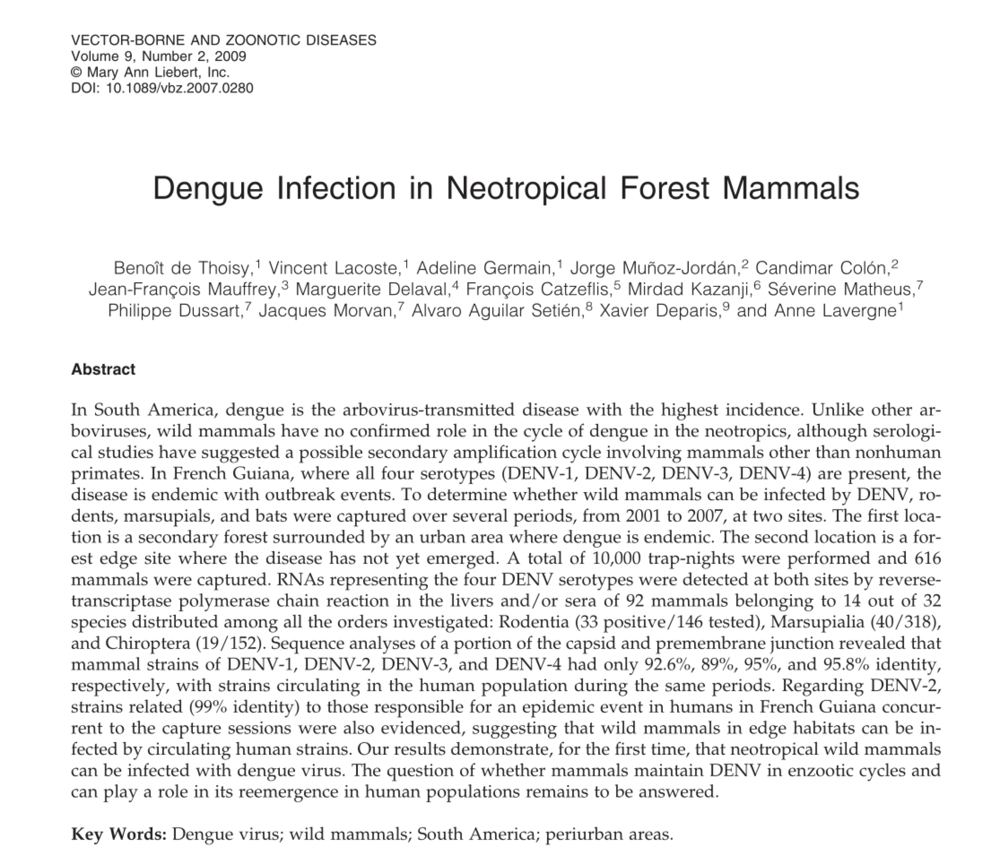 VECTOR-BORNE AND ZOONOTIC DISEASES
Volume 9, Number 2, 2009
© Mary Ann Liebert, Inc.
DOI: 10.1089/vbz.2007.0280
Dengue Infection in Neotropical Forest Mammals
Benoît de Thoisy,1 Vincent Lacoste,1 Adeline Germain,1 Jorge Muñoz-Jordán,2 Candimar Colón,2
Jean-François Mauffrey,3 Marguerite Delaval,4 François Catzeflis,5 Mirdad Kazanji,6 Séverine Matheus,7
Philippe Dussart,7 Jacques Morvan,7 Alvaro Aguilar Setién,8 Xavier Deparis,9 and Anne Lavergne1
Abstract
In South America, dengue is the arbovirus-transmitted disease with the highest incidence. Unlike other ar-
boviruses, wild mammals have no confirmed role in the cycle of dengue in the neotropics, although serologi-
cal studies have suggested a possible secondary amplification cycle involving mammals other than nonhuman
primates. In French Guiana, where all four serotypes (DENV-1, DENV-2, DENV-3, DENV-4) are present, the
disease is endemic with outbreak events. To determine whether wild mammals can be infected by DENV, ro-
dents, marsupials, and bats were captured over several periods, from 2001 to 2007, at two sites. The first loca-
tion is a secondary forest surrounded by an urban area where dengue is endemic. The second location is a for-
est edge site where the disease has not yet emerged. A total of 10,000 trap-nights were performed and 616
mammals were captured. RNAs representing the four DENV serotypes were detected at both sites by reverse-
transcriptase polymerase chain reaction in the livers and/or sera of 92 mammals belonging to 14 out of 32
species distributed among all the orders investigated: Rodentia (33 positive/146 tested), Marsupialia (40/318),
and Chiroptera (19/152). Sequence analyses of a portion of the capsid and premembrane junction revealed that
mammal strains of DENV-1, DENV-2, DENV-3, and DENV-4 had only 92.6%, 89%, 95%, and 95.8% identity,
respectively, with strains circulating in the human population during the same periods. Regarding DENV-2,
strains related (99% identity) to those responsible for an epidemic event in humans in French Guiana concur-
rent to the capture sessions were also evidenced, suggesting that wild mammals in edge habitats can be in-
fected by circulating human strains. Our results demonstrate, for the first time, that neotropical wild mammals
can be infected with dengue virus. The question of whether mammals maintain DENV in enzootic cycles and
can play a role in its reemergence in human populations remains to be answered.
Key Words: Dengue virus; wild mammals; South America; periurban areas.